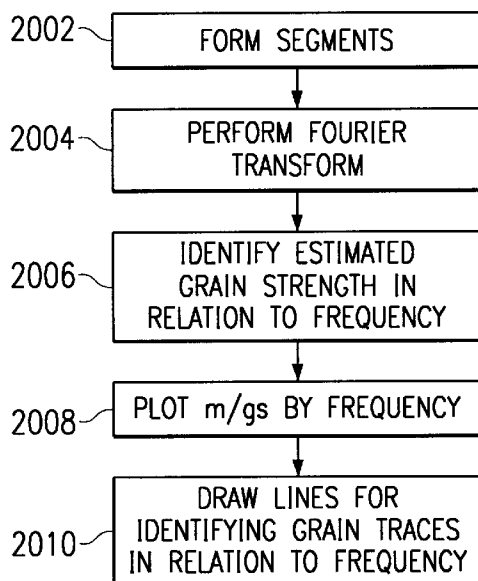 2002
FORM SEGMENTS
2004
PERFORM FOURIER
TRANSFORM
2006
IDENTIFY ESTIMATED
GRAIN STRENGTH IN
RELATION TO FREQUENCY
2008
PLOT m/gs BY FREQUENCY
2010
DRAW LINES FOR
IDENTIFYING GRAIN TRACES
IN RELATION TO FREQUENCY